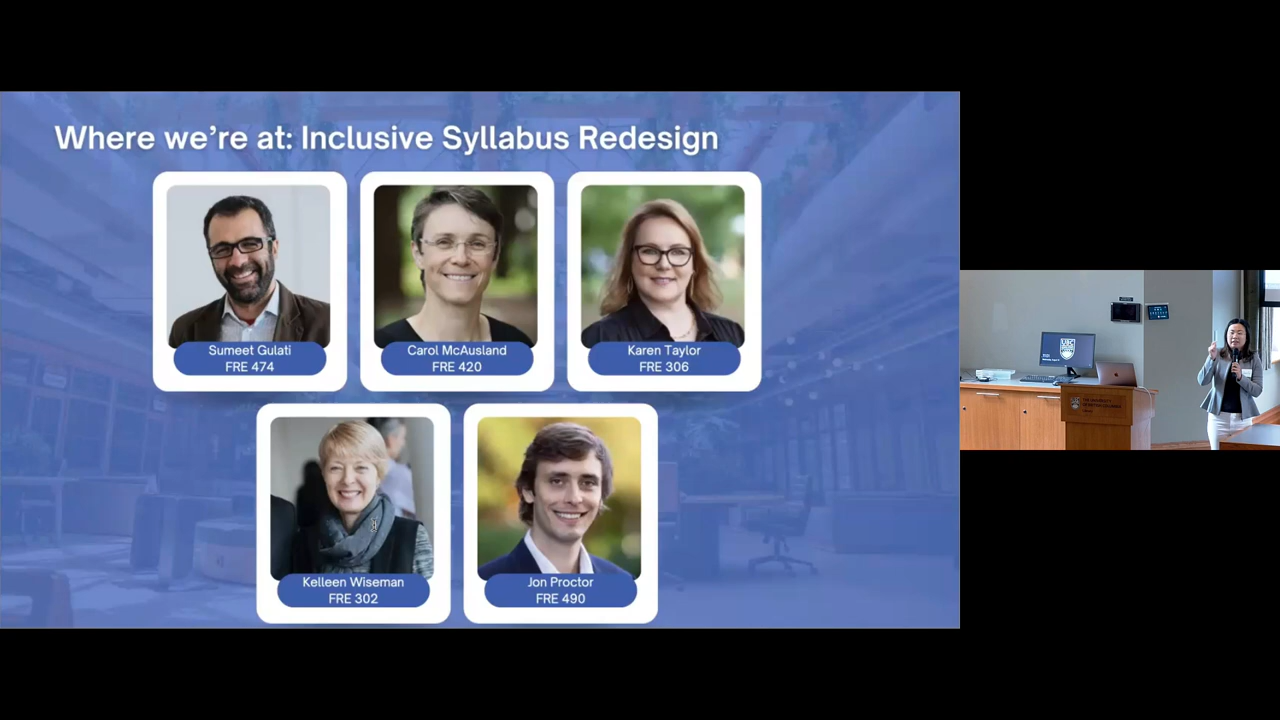 Where we're at: Inclusive Syllabus Redesign
Sumeet Gulati
FRE 474
Carol McAusland
FRE 420
Karen Taylor
FRE 306
Kelleen Wiseman
FRE 302
Jon Proctor
FRE 490
UBC